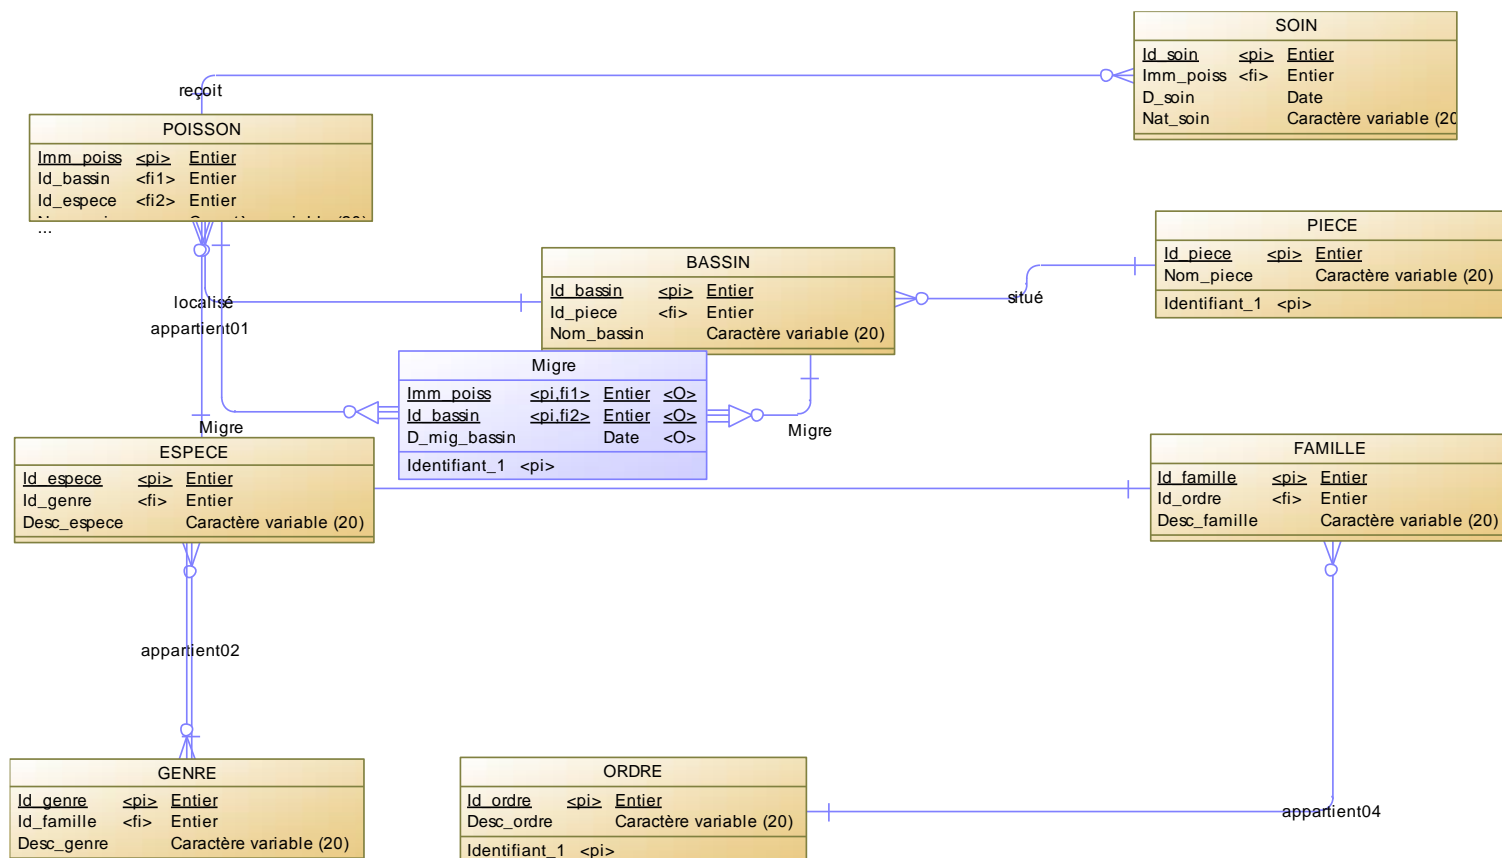 SOIN
Id_soin <pi> Entier
Imm_poiss <fi> Entier
D_soin Date
Nat_soin Caractère variable (20
reçoit
POISSON
Imm_poiss <pi> Entier
Id_bassin <fi1> Entier
Id_espece <fi2> Entier
...
PIECE
Id_piece <pi> Entier
Nom_piece Caractère variable (20)
Identifiant_1 <pi>
BASSIN
Id_bassin <pi> Entier
Id_piece <fi> Entier
Nom_bassin Caractère variable (20)
situé
localisé
appartient01
Migre
Imm_poiss <pi,fi1> Entier <O>
Id_bassin <pi,fi2> Entier <O>
D_mig_bassin Date <O>
Identifiant_1 <pi>
Migre
Migre
ESPECE
Id_espece <pi> Entier
Id_genre <fi> Entier
Desc_espece Caractère variable (20)
FAMILLE
Id_famille <pi> Entier
Id_ordre <fi> Entier
Desc_famille Caractère variable (20)
appartient02
GENRE
Id_genre <pi> Entier
Id_famille <fi> Entier
Desc_genre Caractère variable (20)
ORDRE
Id_ordre <pi> Entier
Desc_ordre Caractère variable (20)
Identifiant_1 <pi>
appartient04